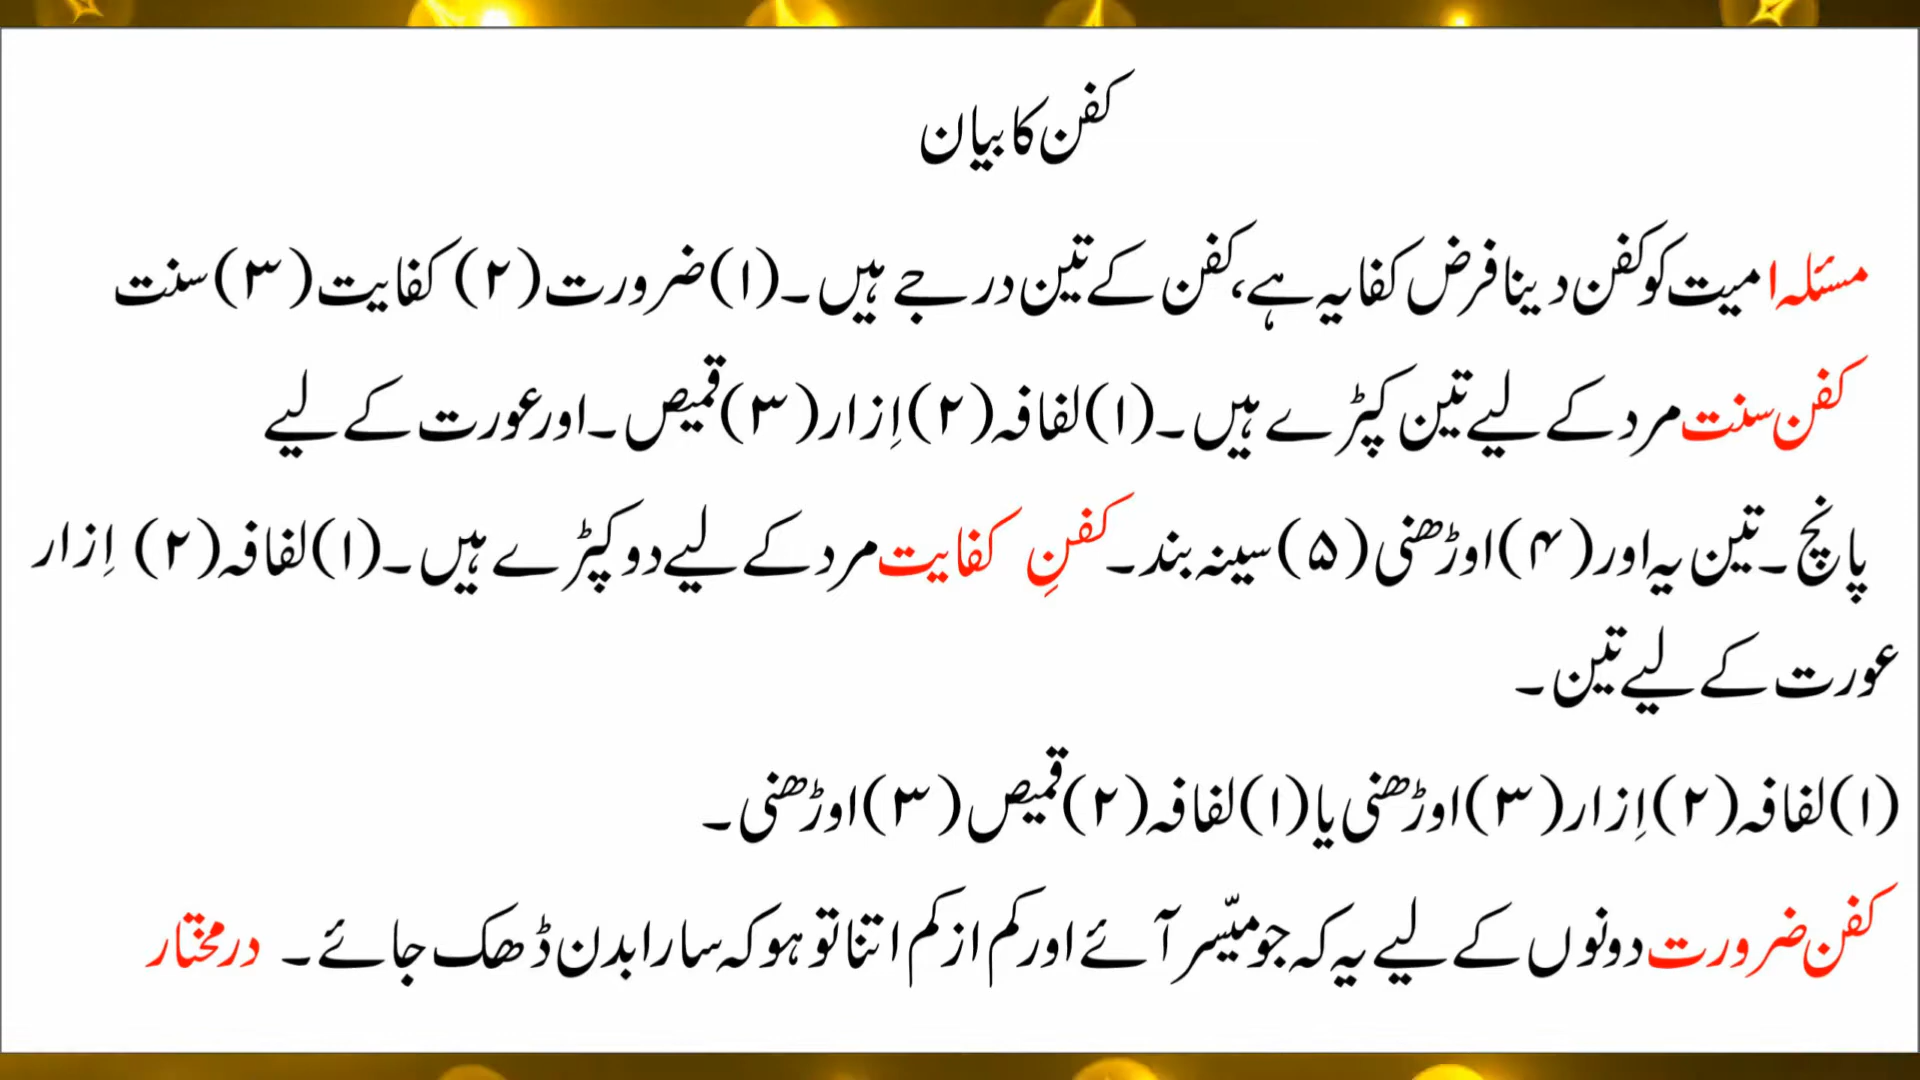 کفن کا بیان
مسئلہ ۱ میت کو کفن دینا فرض کفایہ ہے، کفن کے تین درجے ہیں۔ (۱) ضرورت (۲) کفایت (۳) سنت
کفن سنت مرد کے لیے تین کپڑے ہیں۔ (۱) لفافہ (۲) اِزار (۳) قمیص۔ اور عورت کے لیے
پانچ۔ تین یہ اور (۴) اوڑھنی (۵) سینہ بند۔ کفنِ کفایت مرد کے لیے دو کپڑے ہیں۔ (۱) لفافہ (۲) اِزار
عورت کے لیے تین۔
(۱) لفافہ (۲) اِزار (۳) اوڑھنی یا (۱) لفافہ (۲) قمیص (۳) اوڑھنی۔
کفن ضرورت دونوں کے لیے یہ کہ جو میّسر آئے اور کم از کم اتنا تو ہو کہ سارا بدن ڈھک جائے۔ درمختار